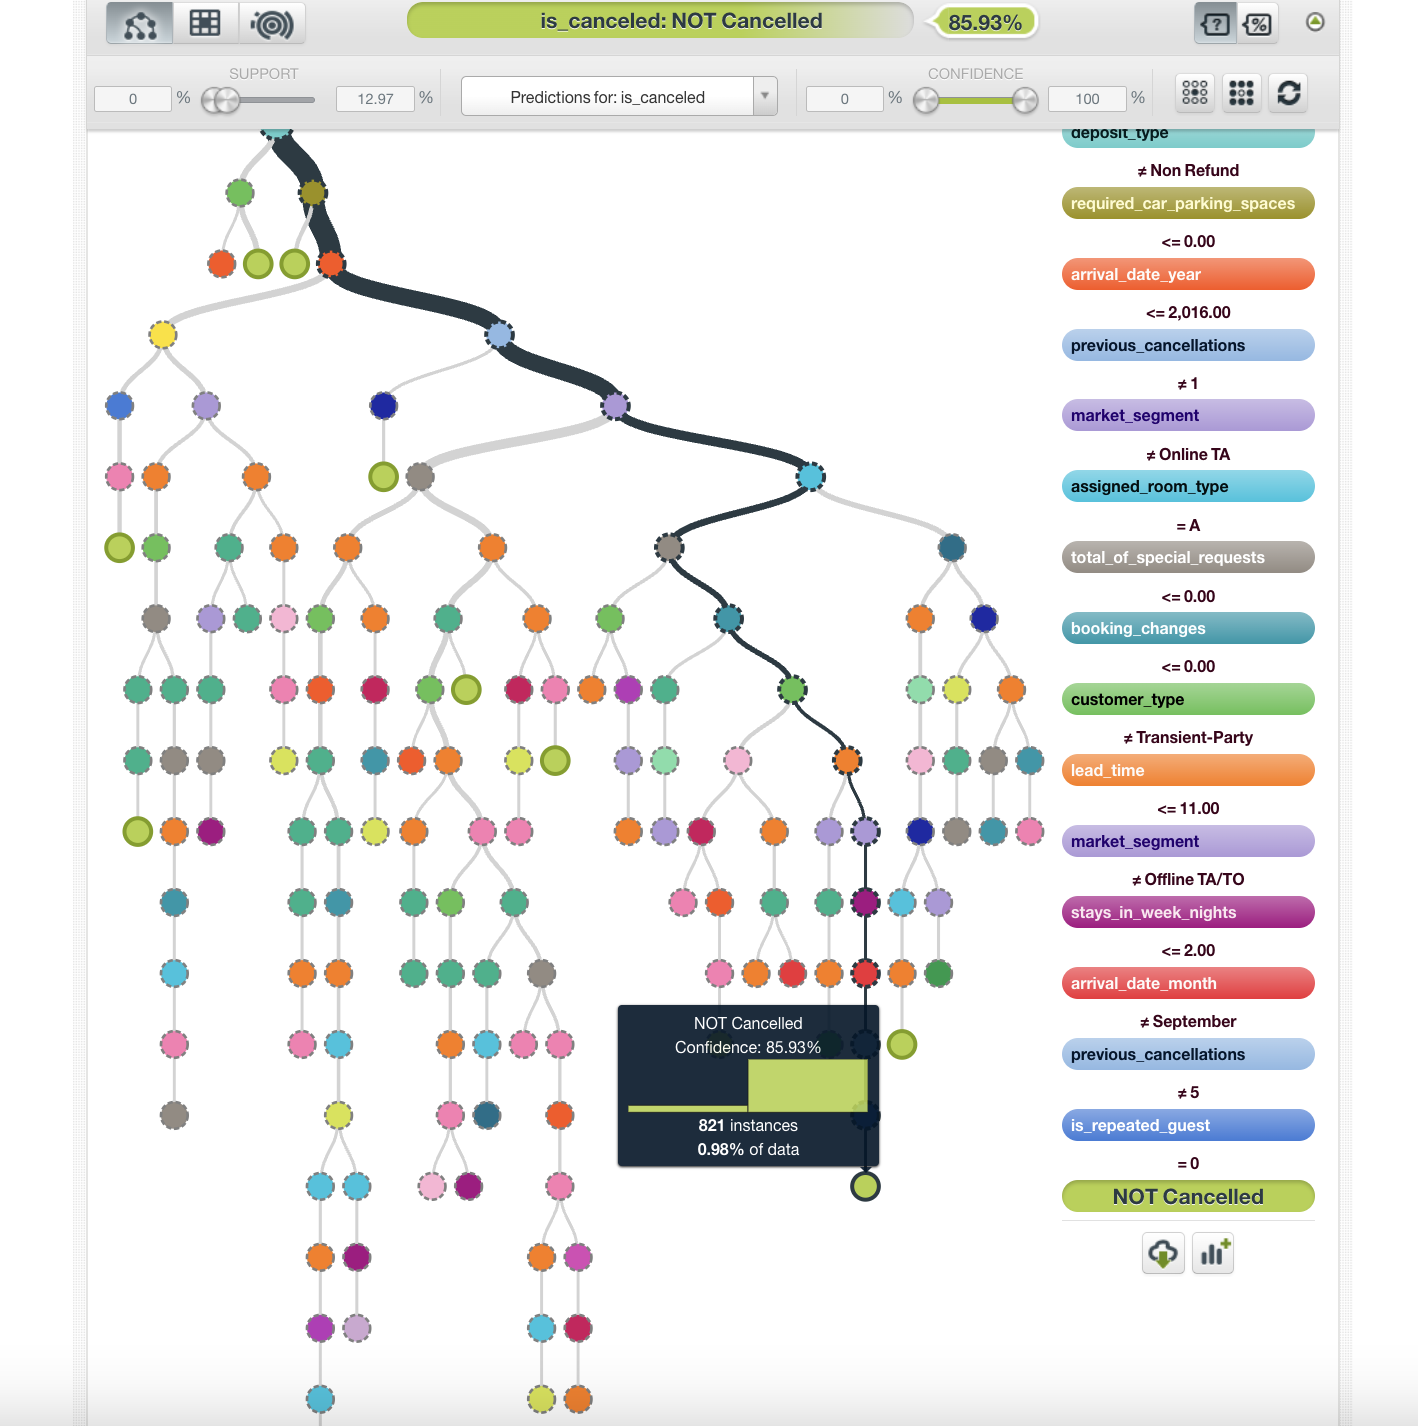 is_canceled: NOT Cancelled
85.93%
SUPPORT
0 %
12.97 %
Predictions for: is_canceled
CONFIDENCE
0 %
100 %
deposit_type
≠ Non Refund
required_car_parking_spaces
<= 0.00
arrival_date_year
<= 2,016.00
previous_cancellations
≠ 1
market_segment
≠ Online TA
assigned_room_type
= A
total_of_special_requests
<= 0.00
booking_changes
<= 0.00
customer_type
≠ Transient-Party
lead_time
<= 11.00
market_segment
≠ Offline TA/TO
stays_in_week_nights
<= 2.00
arrival_date_month
≠ September
previous_cancellations
≠ 5
is_repeated_guest
= 0
NOT Cancelled
NOT Cancelled
Confidence: 85.93%
821 instances
0.98% of data